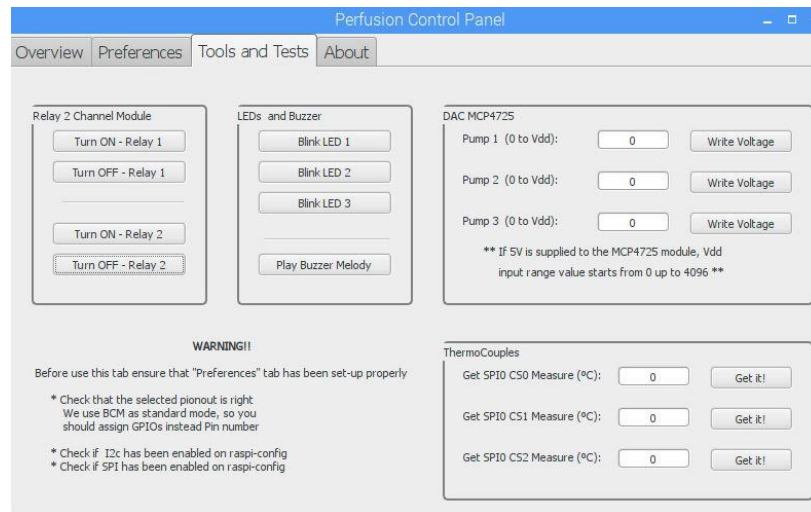 Perfusion Control Panel
Overview
Preferences
Tools and Tests
About
Relay 2 Channel Module
Turn ON - Relay 1
Turn OFF - Relay 1
Turn ON - Relay 2
Turn OFF - Relay 2
LEDs and Buzzer
Blink LED 1
Blink LED 2
Blink LED 3
Play Buzzer Melody
DAC MCP4725
Pump 1 (0 to Vdd): 0 Write Voltage
Pump 2 (0 to Vdd): 0 Write Voltage
Pump 3 (0 to Vdd): 0 Write Voltage
** If 5V is supplied to the MCP4725 module, Vdd
input range value starts from 0 up to 4096 **
WARNING!!
Before use this tab ensure that "Preferences" tab has been set-up properly
* Check that the selected pionout is right
We use BCM as standard mode, so you
should assign GPIOs instead Pin number
* Check if I2c has been enabled on raspi-config
* Check if SPI has been enabled on raspi-config
ThermoCouples
Get SPI0 CS0 Measure (ºC): 0 Get it!
Get SPI0 CS1 Measure (ºC): 0 Get it!
Get SPI0 CS2 Measure (ºC): 0 Get it!